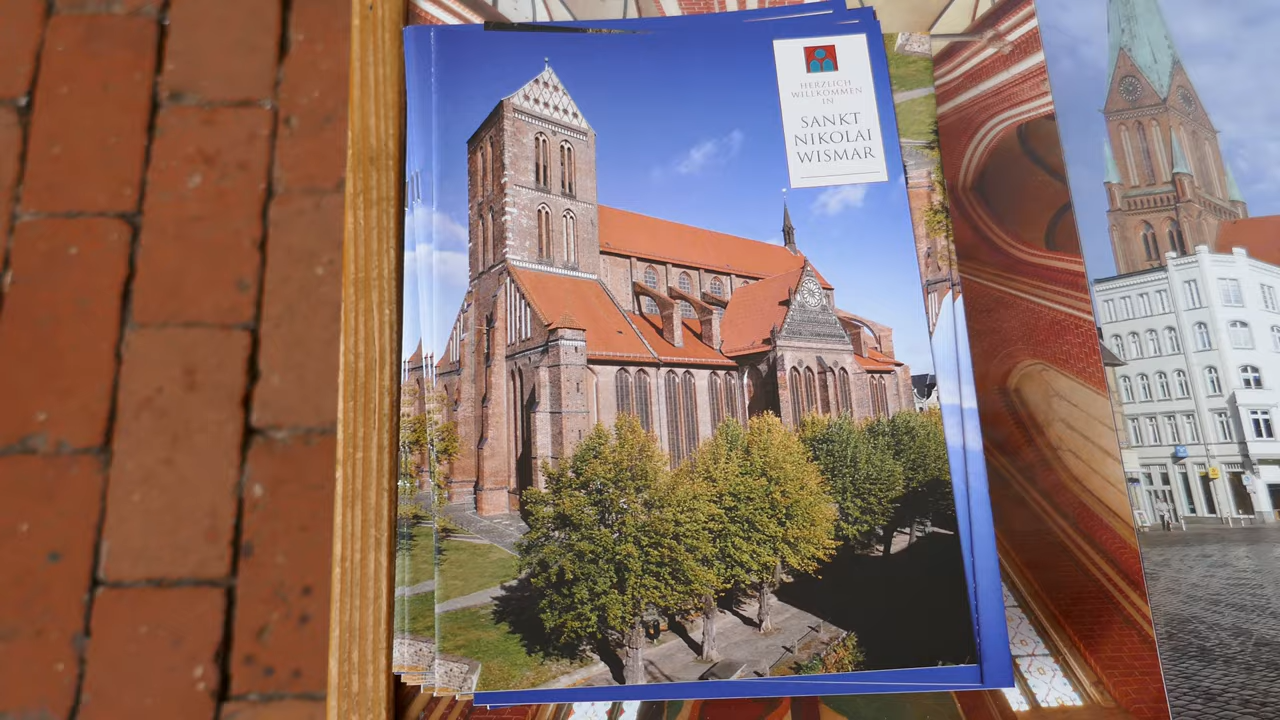 HERZLICH
WILLKOMMEN
IN
SANKT
NIKOLAI
WISMAR